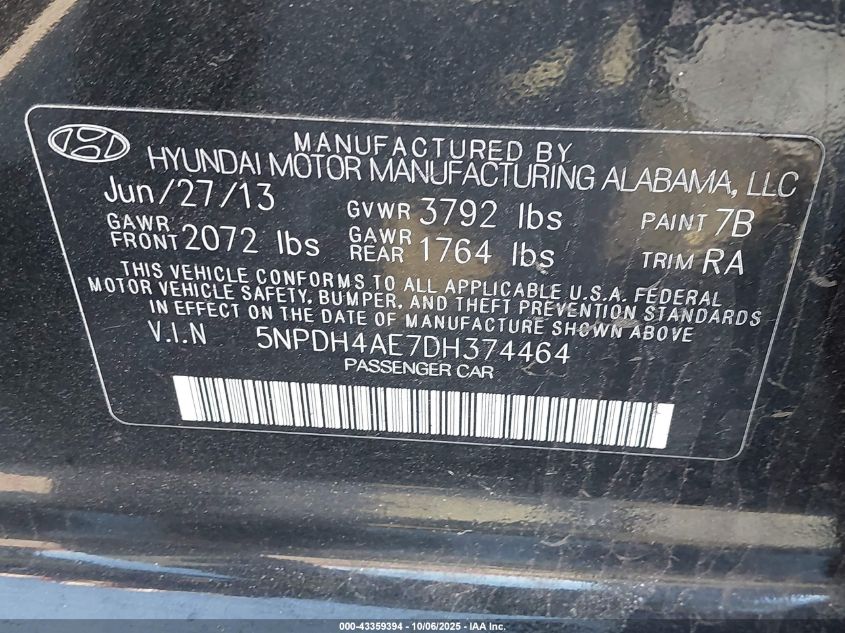 MANUFACTURED BY
HYUNDAI MOTOR MANUFACTURING ALABAMA, LLC
Jun/27/13 GVWR 3792 lbs PAINT 7B
GAWR FRONT 2072 lbs GAWR REAR 1764 lbs TRIM RA
THIS VEHICLE CONFORMS TO ALL APPLICABLE U.S.A. FEDERAL
MOTOR VEHICLE SAFETY, BUMPER, AND THEFT PREVENTION STANDARDS
IN EFFECT ON THE DATE OF MANUFACTURE SHOWN ABOVE
V.I.N 5NPDH4AE7DH374464
PASSENGER CAR
000-43359394 - 10/06/2025 - IAA Inc.